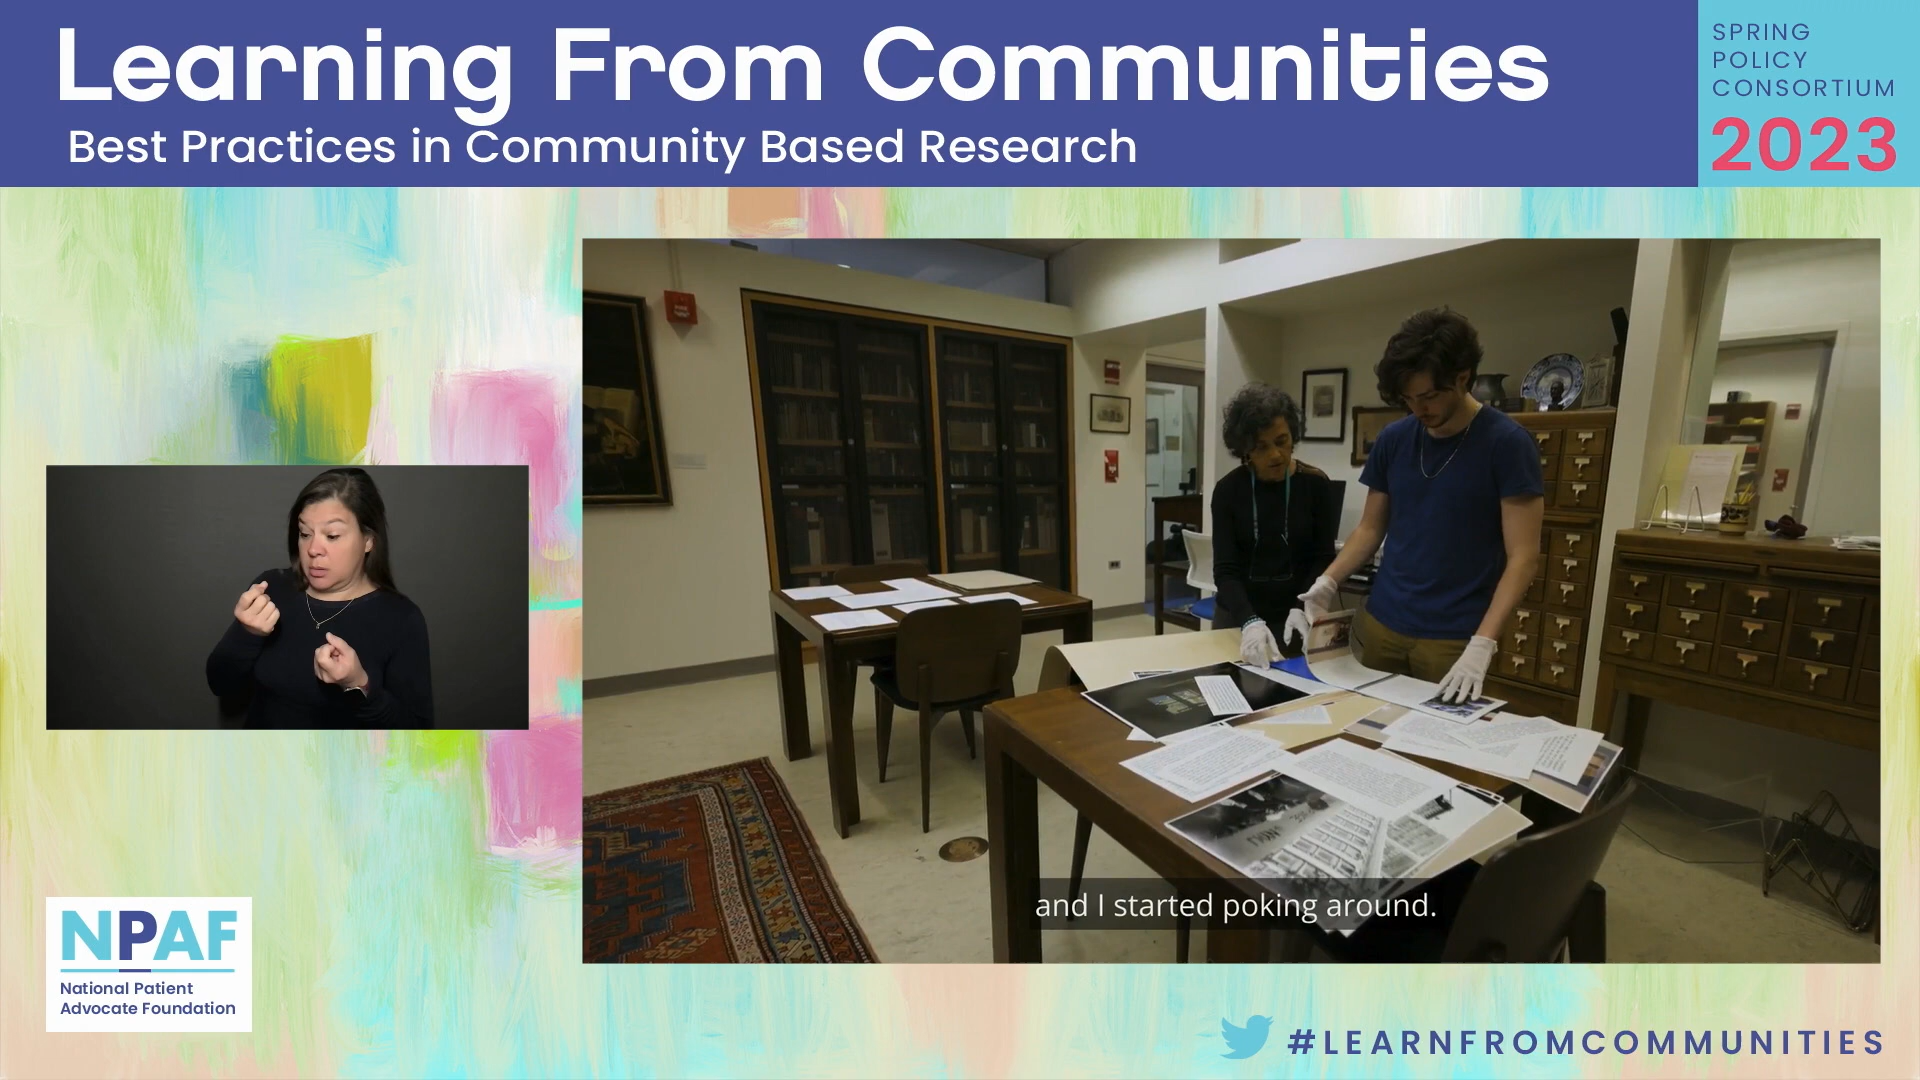 Learning From Communities
Best Practices in Community Based Research
SPRING
POLICY
CONSORTIUM
2023
and I started poking around.
NPAF
National Patient
Advocate Foundation
#LEARNFROMCOMMUNITIES